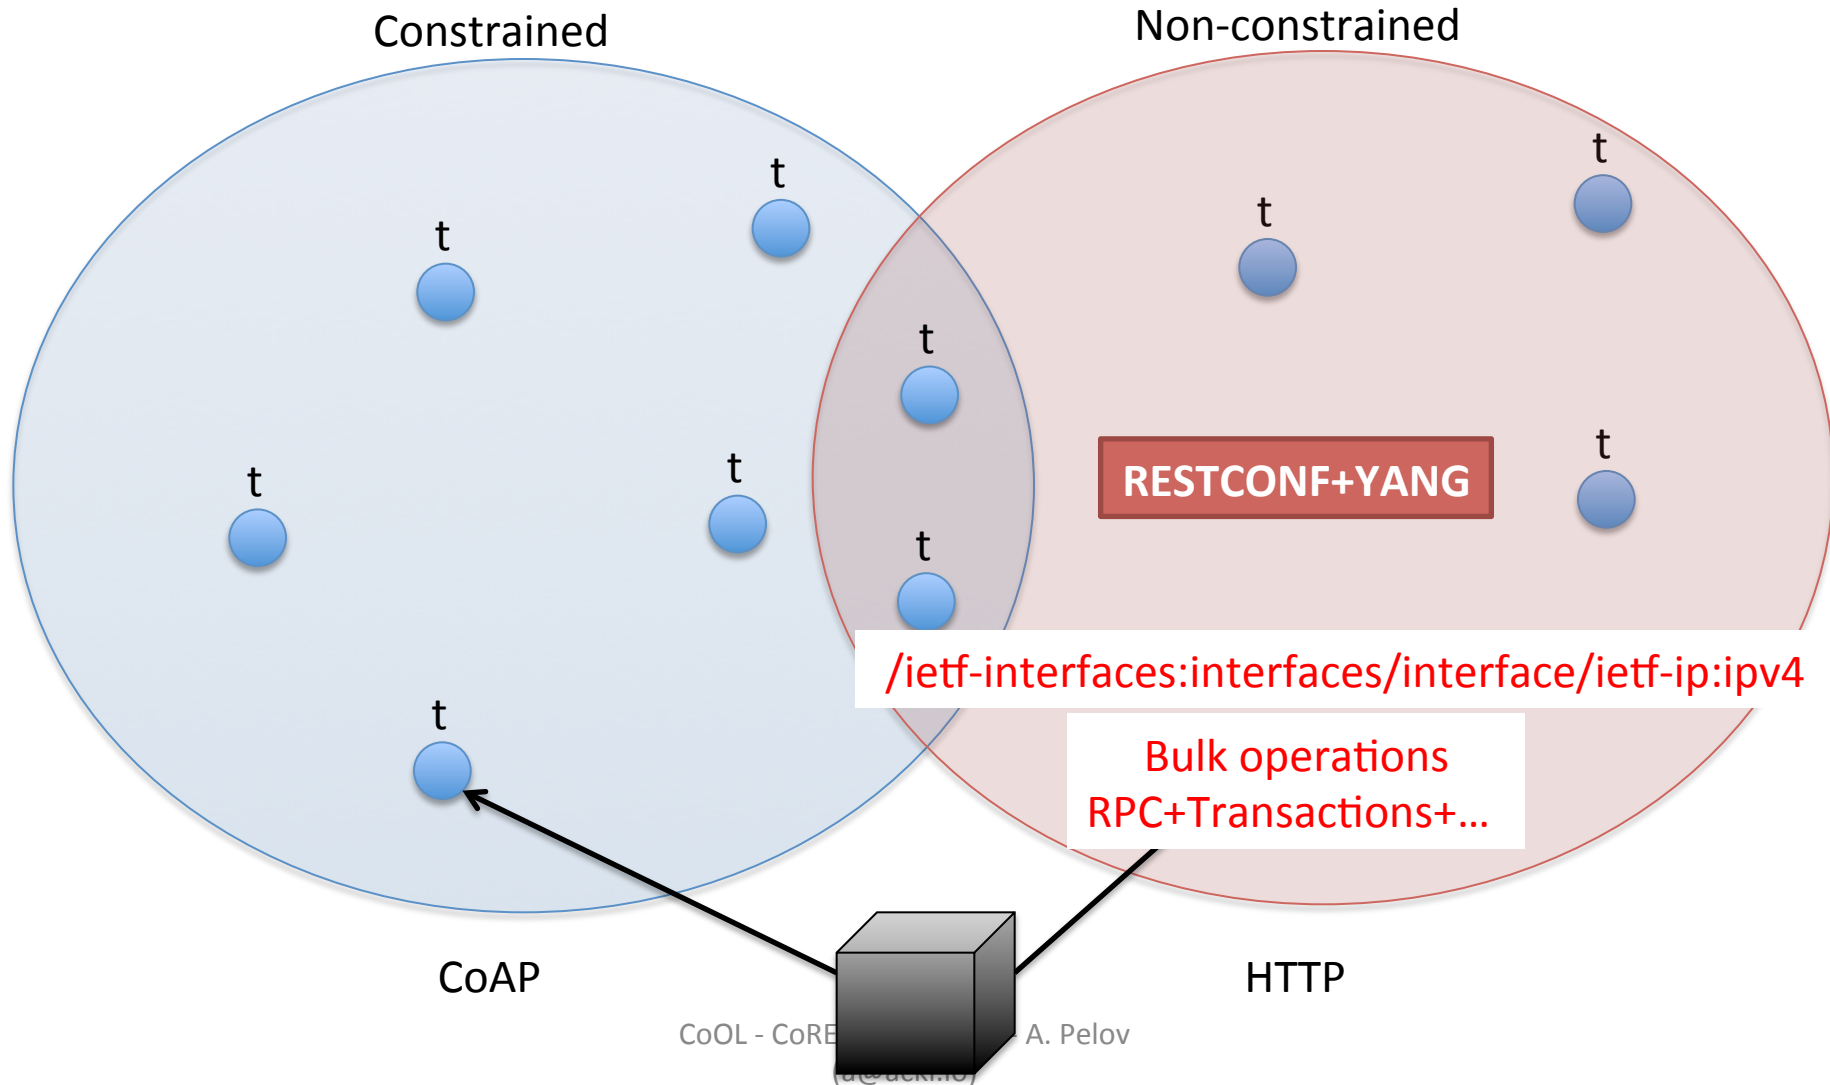 Constrained
Non-constrained
t
t
t
t
t
t
t
t
t
RESTCONF+YANG
t
t
/ietf-interfaces:interfaces/interface/ietf-ip:ipv4
t
Bulk operations
RPC+Transactions+…
CoAP
HTTP
CoOL - CoRE
A. Pelov